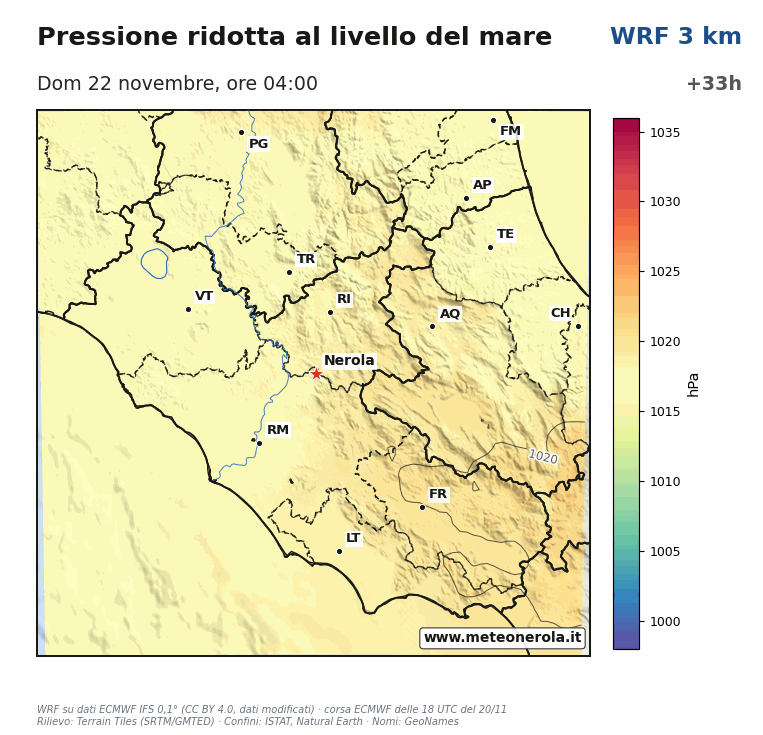 Pressione ridotta al livello del mare
WRF 3 km
Dom 22 novembre, ore 04:00
+33h
FM
PG
AP
TE
TR
VT
RI
AQ
CH
Nerola
RM
1020
FR
LT
www.meteonerola.it
1035
1030
1025
1020
1015
1010
1005
1000
hPa
WRF su dati ECMWF IFS 0,1° (CC BY 4.0, dati modificati) · corsa ECMWF delle 18 UTC del 20/11
Rilievo: Terrain Tiles (SRTM/GMTED) · Confini: ISTAT, Natural Earth · Nomi: GeoNames